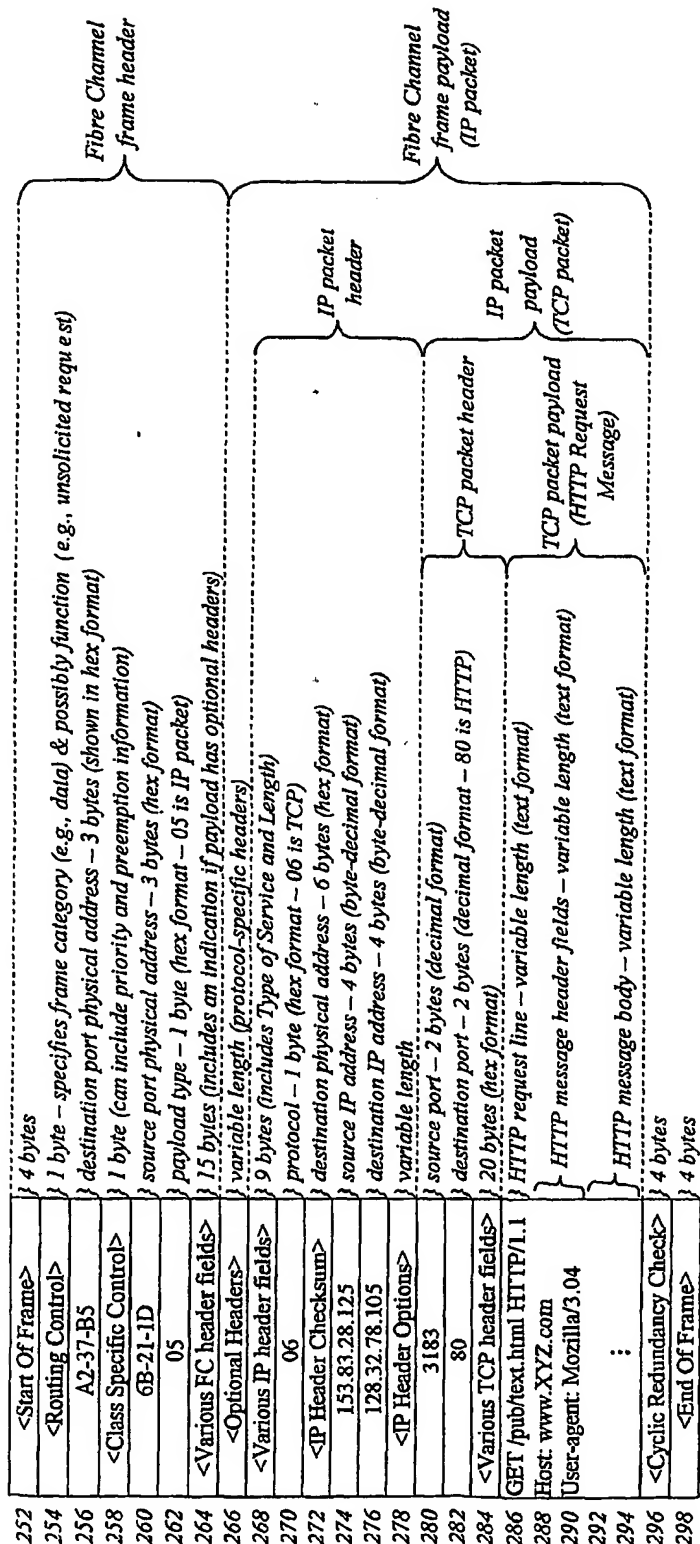 252 <Start Of Frame> } 4 bytes
254 <Routing Control> } 1 byte – specifies frame category (e.g., data) & possibly function (e.g., unsolicited request)
256 A2-37-B5 } destination port physical address – 3 bytes (shown in hex format)
258 <Class Specific Control> } 1 byte (can include priority and preemption information)
260 6B-21-1D } source port physical address – 3 bytes (hex format)
262 05 } payload type – 1 byte (hex format – 05 is IP packet)
264 <Various FC header fields> } 15 bytes (includes an indication if payload has optional headers)
266 <Optional Headers> } variable length (protocol-specific headers)
268 <Various IP header fields> } 9 bytes (includes Type of Service and Length)
270 06 } protocol – 1 byte (hex format – 06 is TCP)
272 <IP Header Checksum> } destination physical address – 6 bytes (hex format)
274 153.83.28.125 } source IP address – 4 bytes (byte-decimal format)
276 128.32.78.105 } destination IP address – 4 bytes (byte-decimal format)
278 <IP Header Options> } variable length
280 3183 } source port – 2 bytes (decimal format)
282 80 } destination port – 2 bytes (decimal format – 80 is HTTP)
284 <Various TCP header fields> } 20 bytes (hex format)
286 GET /pub/text.html HTTP/1.1 } HTTP request line – variable length (text format)
288 Host: www.XYZ.com
290 User-agent: Mozilla/3.04
HTTP message header fields – variable length (text format)
292
294 ⋮
HTTP message body – variable length (text format)
296 <Cyclic Redundancy Check> } 4 bytes
298 <End Of Frame> } 4 bytes
TCP packet header
TCP packet payload
(HTTP Request
Message)
IP packet
header
IP packet
payload
(TCP packet)
Fibre Channel
frame header
Fibre Channel
frame payload
(IP packet)